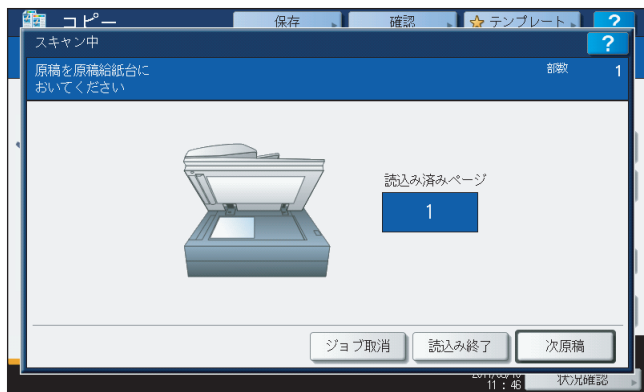 コピー
保存
確認
テンプレート
?
スキャン中
?
原稿を原稿給紙台に
おいてください
部数 1
読込み済みページ
1
ジョブ取消
読込み終了
次原稿
11 : 46
状況確認